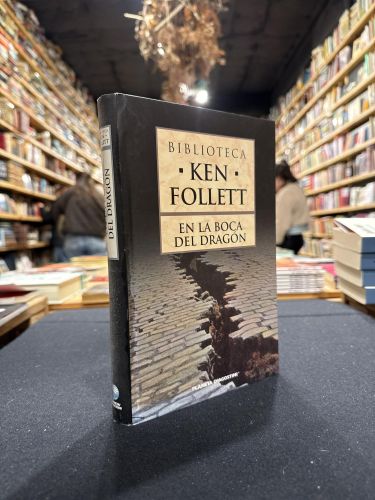 BIBLIOTECA
· KEN ·
FOLLETT
EN LA BOCA
DEL DRAGÓN
PLANETA DEAGOSTINI
DEL DRAGÓN